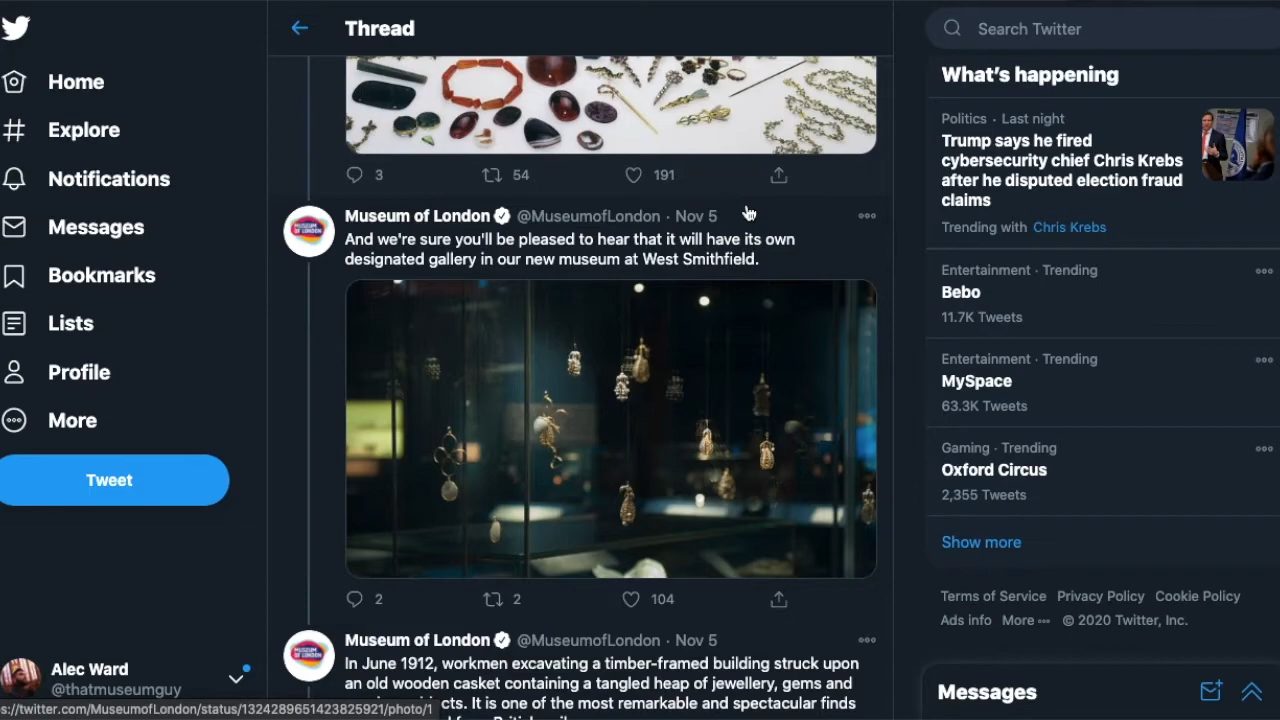 Thread
Search Twitter
Home
Explore
Notifications
Messages
Bookmarks
Lists
Profile
More
Tweet
Alec Ward
@thatmuseumguy
3
54
191
Museum of London @MuseumofLondon · Nov 5
And we're sure you'll be pleased to hear that it will have its own
designated gallery in our new museum at West Smithfield.
2
2
104
Museum of London @MuseumofLondon · Nov 5
In June 1912, workmen excavating a timber-framed building struck upon
an old wooden casket containing a tangled heap of jewellery, gems and
cts. It is one of the most remarkable and spectacular finds
s://twitter.com/MuseumofLondon/status/1324289651423825921/photo/1
What's happening
Politics · Last night
Trump says he fired
cybersecurity chief Chris Krebs
after he disputed election fraud
claims
Trending with Chris Krebs
Entertainment · Trending
Bebo
11.7K Tweets
Entertainment · Trending
MySpace
63.3K Tweets
Gaming · Trending
Oxford Circus
2,355 Tweets
Show more
Terms of Service Privacy Policy Cookie Policy
Ads info More © 2020 Twitter, Inc.
Messages